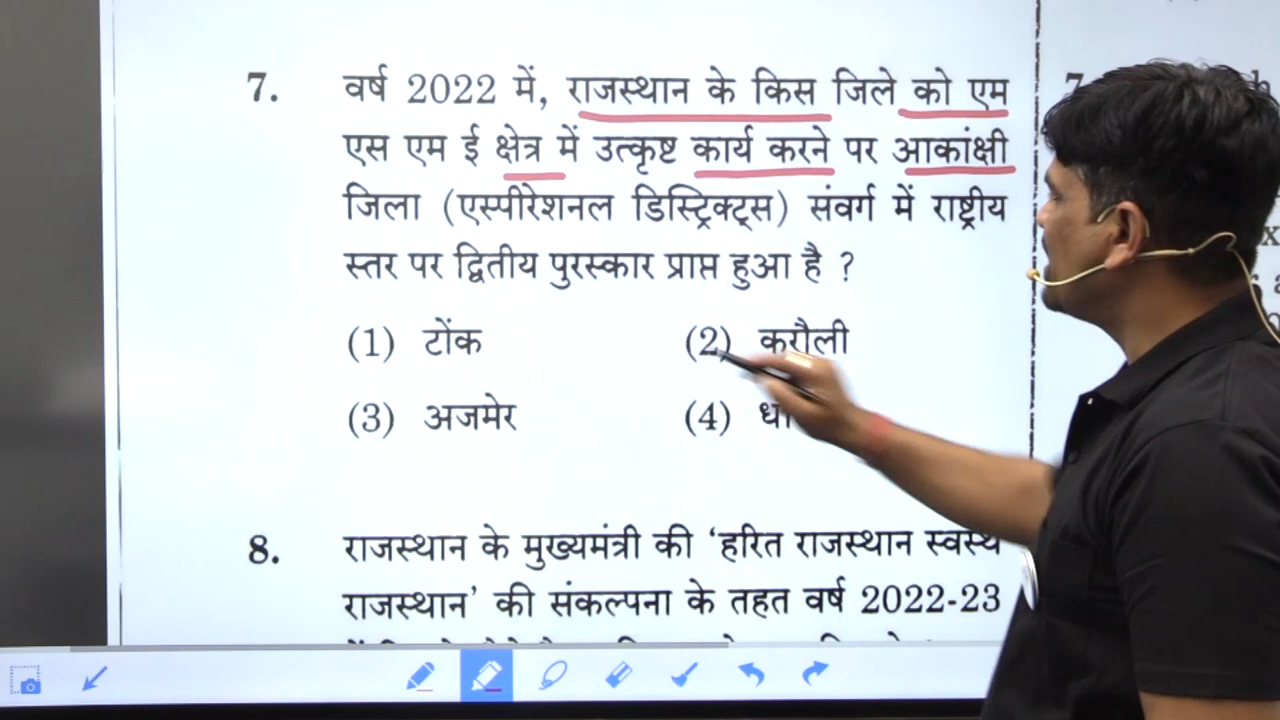 7. वर्ष 2022 में, राजस्थान के किस जिले को एम
एस एम ई क्षेत्र में उत्कृष्ट कार्य करने पर आकांक्षी
जिला (एस्पीरेशनल डिस्ट्रिक्ट्स) संवर्ग में राष्ट्रीय
स्तर पर द्वितीय पुरस्कार प्राप्त हुआ है ?
(1) टोंक (2) करौली
(3) अजमेर (4)
8. राजस्थान के मुख्यमंत्री की ‘हरित राजस्थान स्वस्थ
राजस्थान’ की संकल्पना के तहत वर्ष 2022-23
7